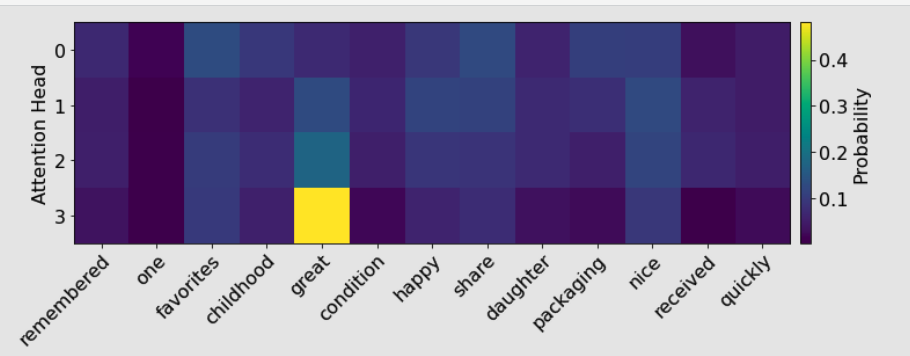 Attention Head
0
1
2
3
remembered
one
favorites
childhood
great
condition
happy
share
daughter
packaging
nice
received
quickly
0.4
0.3
0.2
0.1
Probability